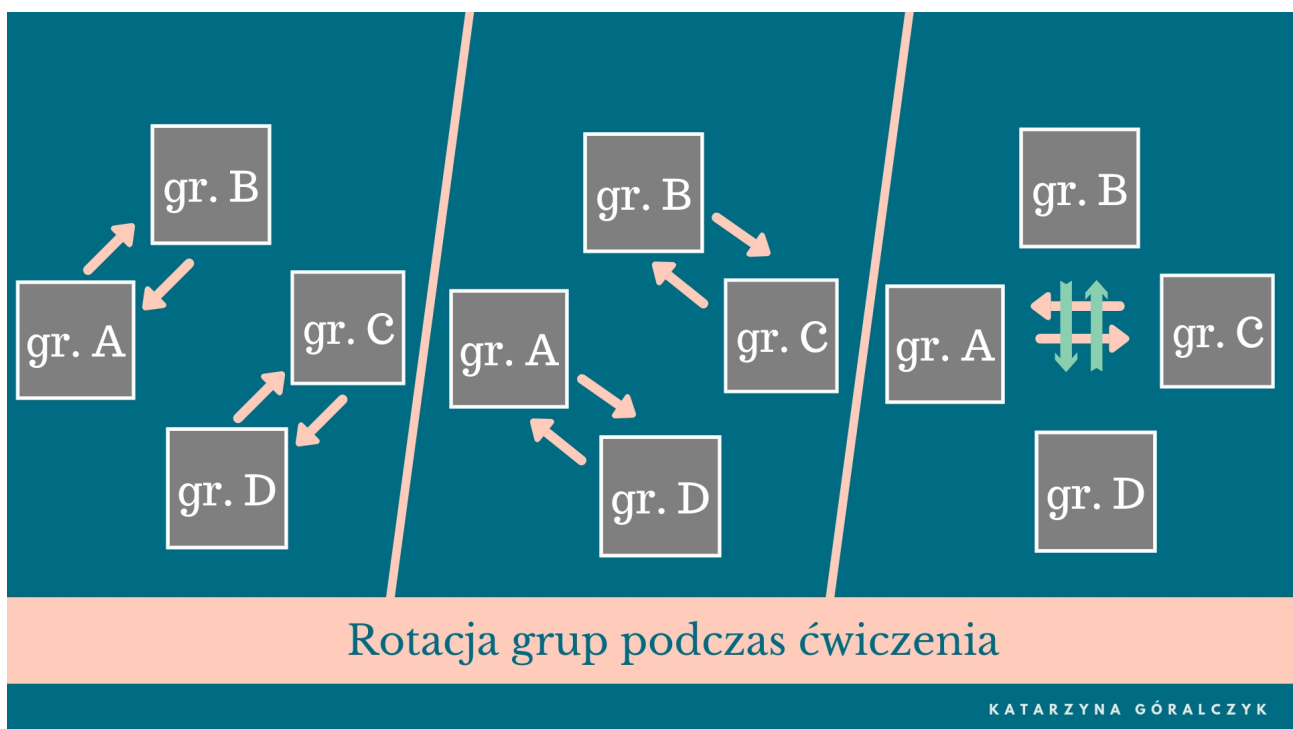 gr. B
gr. A
gr. C
gr. D
gr. B
gr. A
gr. C
gr. D
gr. B
gr. A
gr. C
gr. D
Rotacja grup podczas ćwiczenia
KATARZYNA GÓRALCZYK